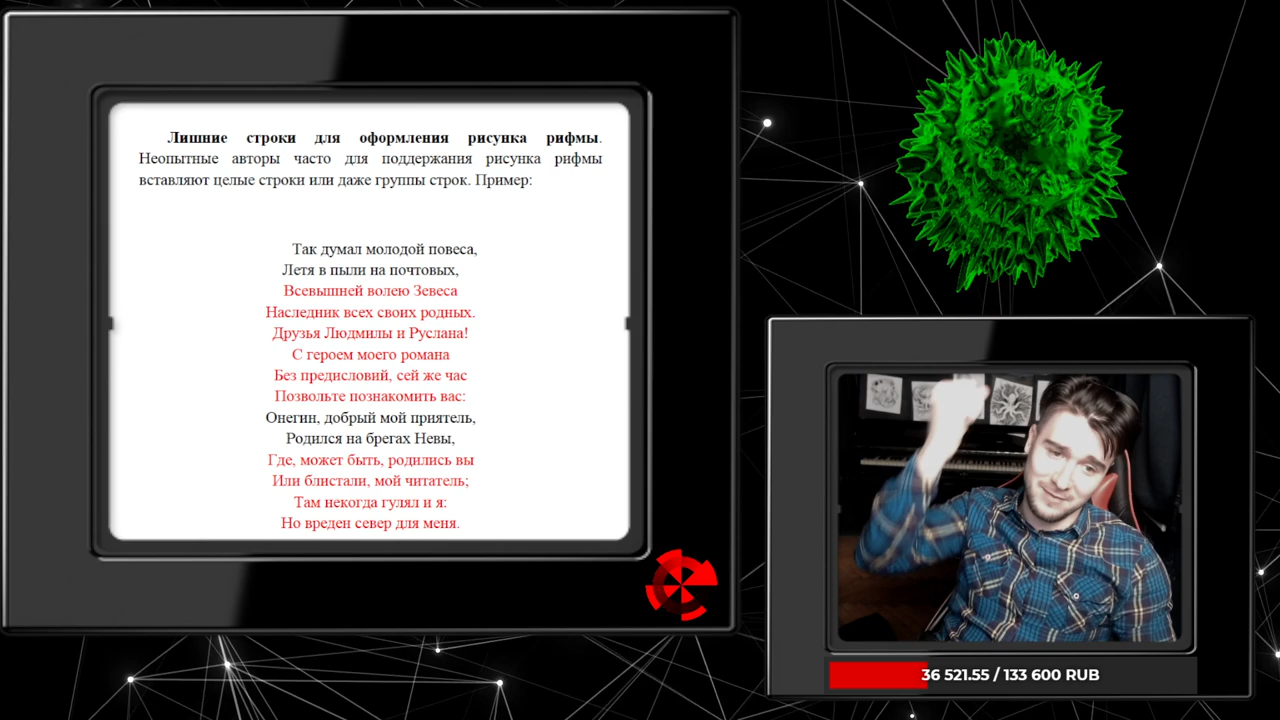 Лишние строки для оформления рисунка рифмы.
Неопытные авторы часто для поддержания рисунка рифмы
вставляют целые строки или даже группы строк. Пример:
Так думал молодой повеса,
Летя в пыли на почтовых,
Всевышней волею Зевеса
Наследник всех своих родных.
Друзья Людмилы и Руслана!
С героем моего романа
Без предисловий, сей же час
Позвольте познакомить вас:
Онегин, добрый мой приятель,
Родился на брегах Невы,
Где, может быть, родились вы
Или блистали, мой читатель;
Там некогда гулял и я:
Но вреден север для меня.
36 521.55 / 133 600 RUB